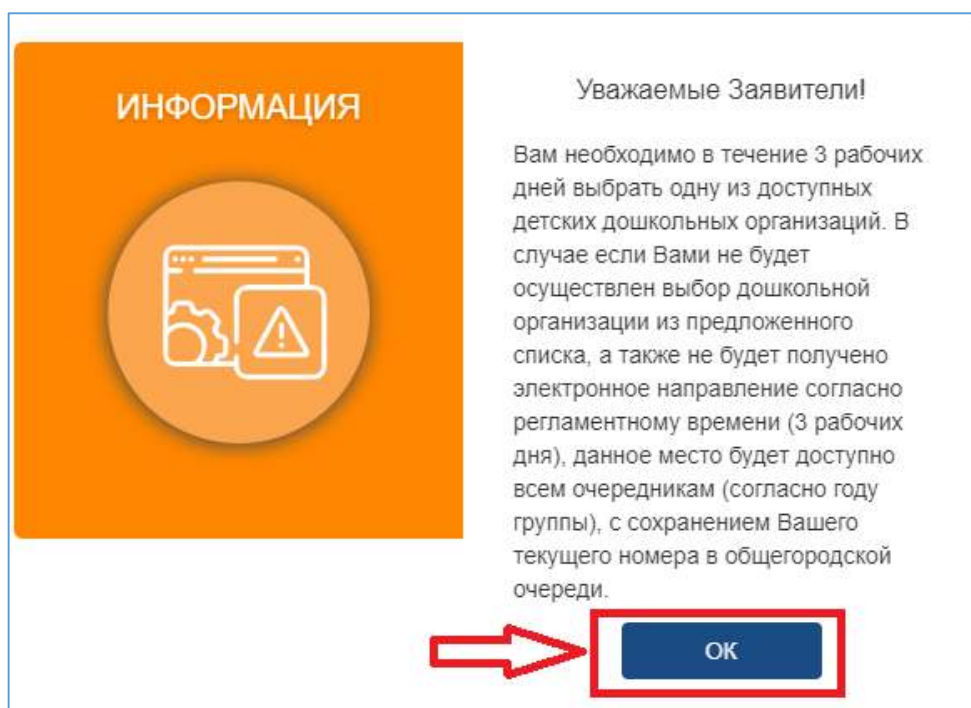 ИНФОРМАЦИЯ
Уважаемые Заявители!
Вам необходимо в течение 3 рабочих
дней выбрать одну из доступных
детских дошкольных организаций. В
случае если Вами не будет
осуществлен выбор дошкольной
организации из предложенного
списка, а также не будет получено
электронное направление согласно
регламентному времени (3 рабочих
дня), данное место будет доступно
всем очередникам (согласно году
группы), с сохранением Вашего
текущего номера в общегородской
очереди.
ОК